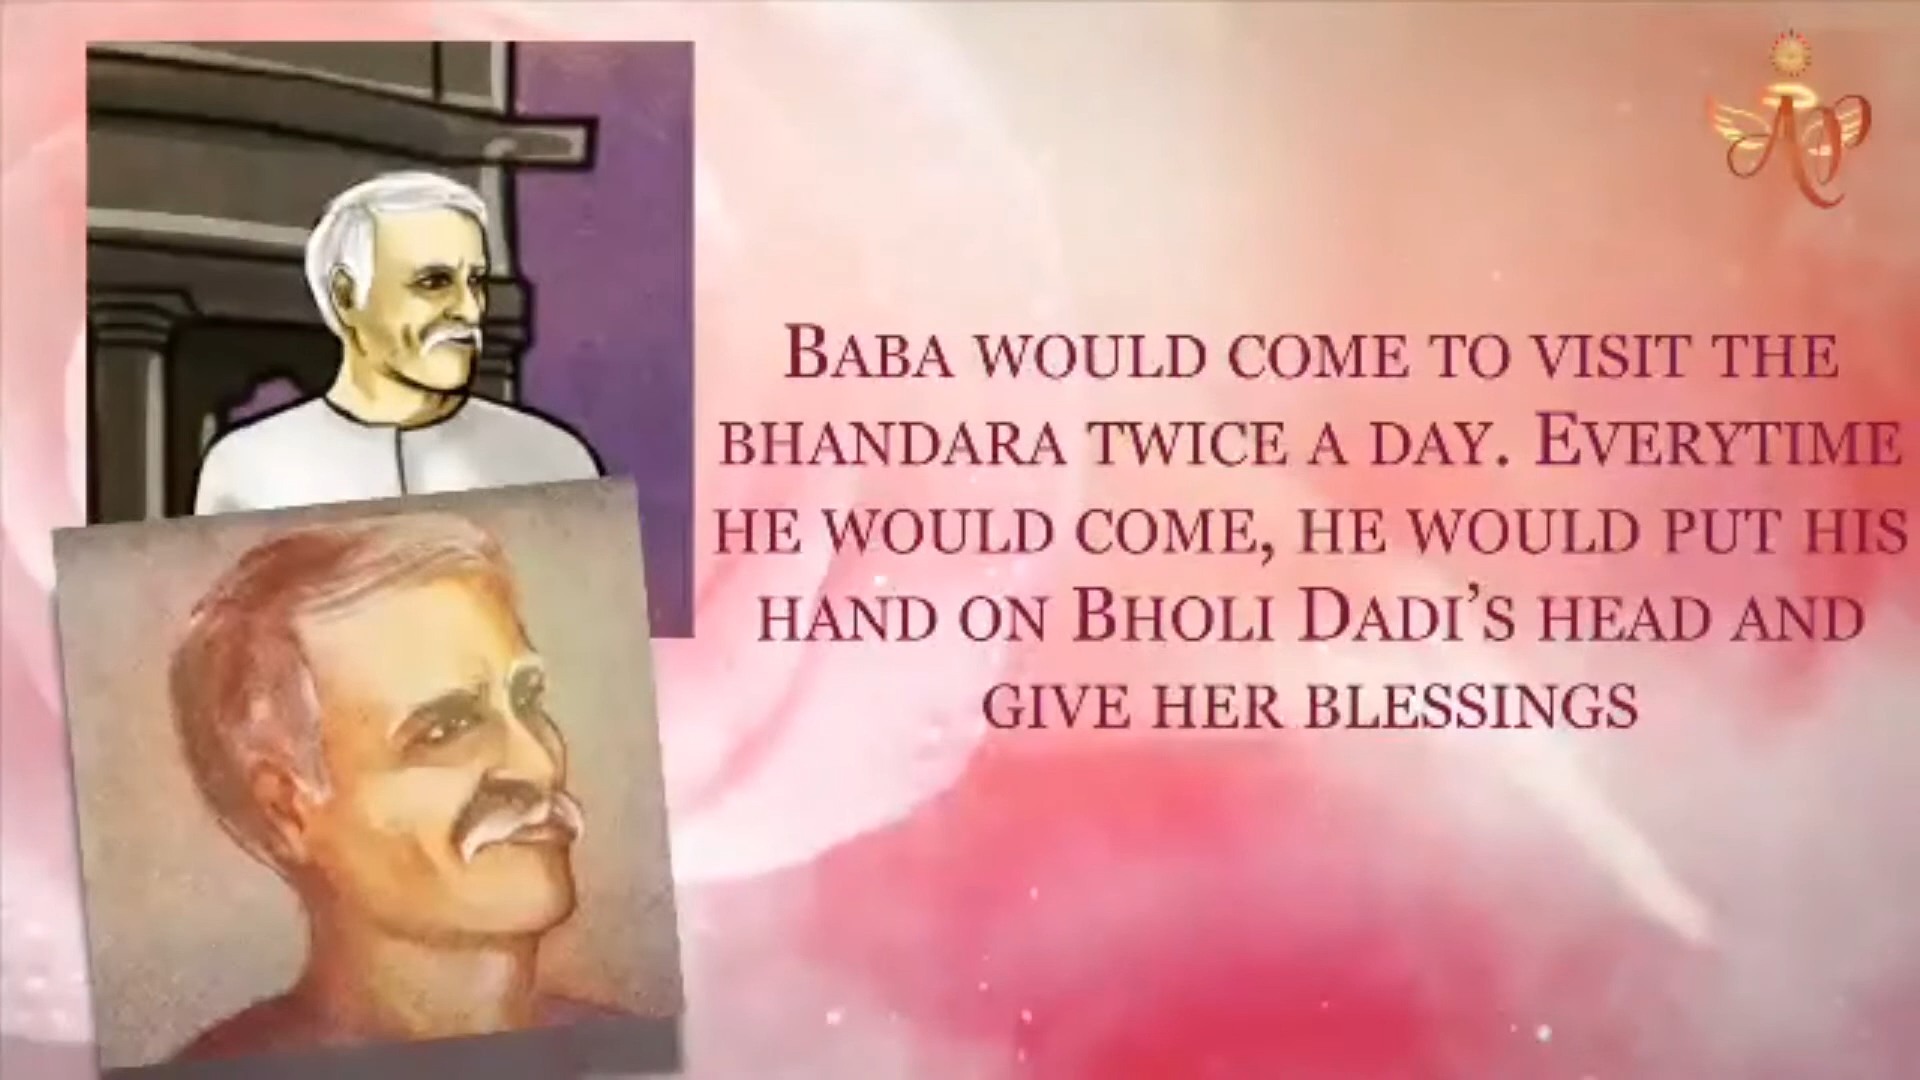 BABA WOULD COME TO VISIT THE
BHANDARA TWICE A DAY. EVERYTIME
HE WOULD COME, HE WOULD PUT HIS
HAND ON BHOLI DADI'S HEAD AND
GIVE HER BLESSINGS
AP